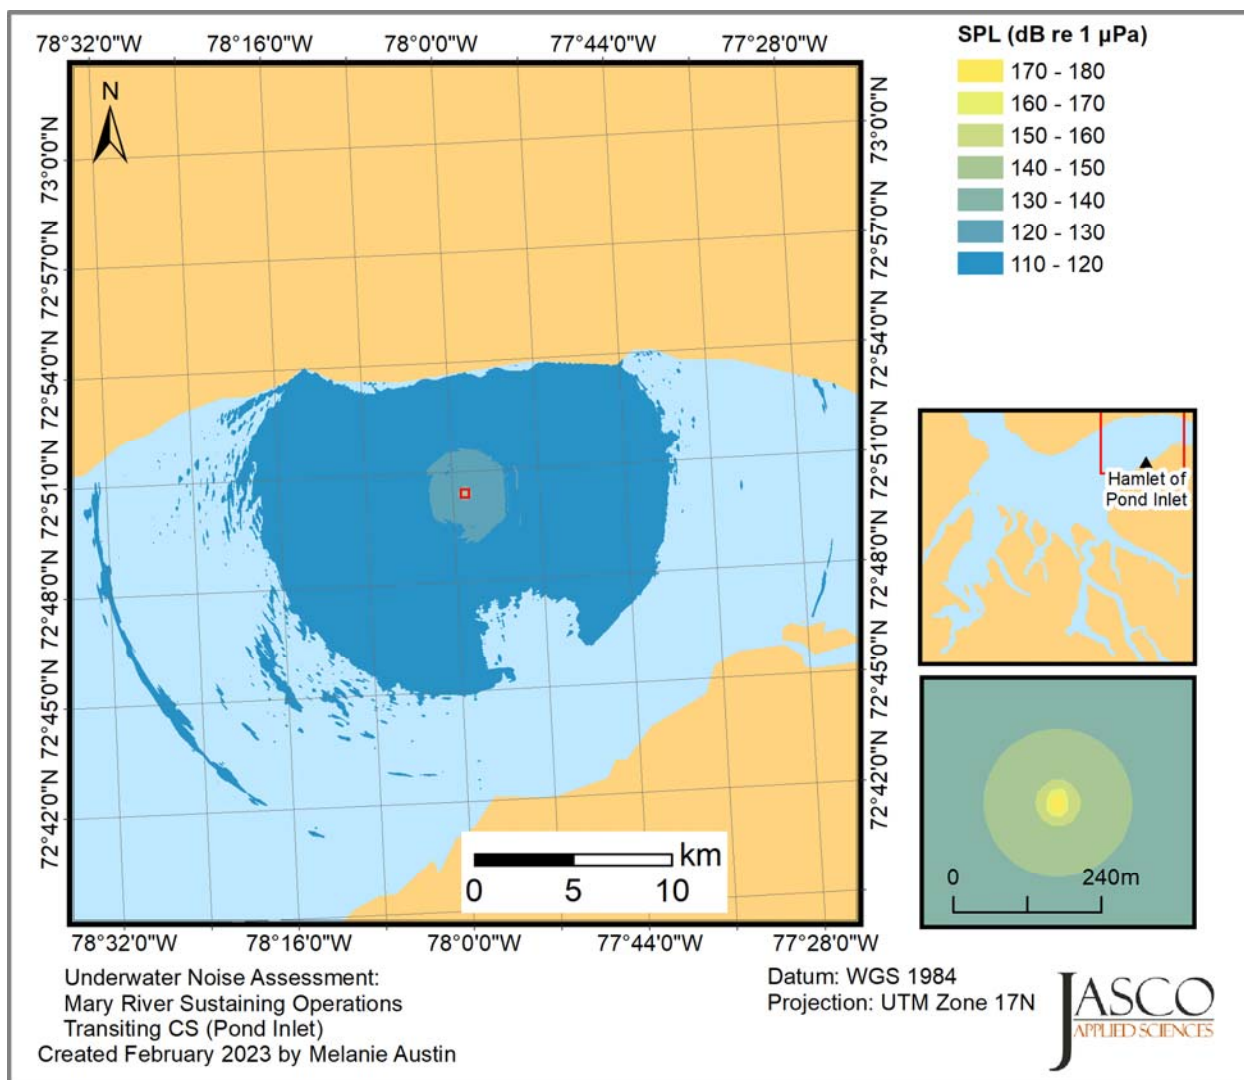 78°32'0"W 78°16'0"W 78°0'0"W 77°44'0"W 77°28'0"W
N
73°0'0"N
72°57'0"N
72°54'0"N
72°51'0"N
72°48'0"N
72°45'0"N
72°42'0"N
73°0'0"N
72°57'0"N
72°54'0"N
72°51'0"N
72°48'0"N
72°45'0"N
72°42'0"N
km
0 5 10
78°32'0"W 78°16'0"W 78°0'0"W 77°44'0"W 77°28'0"W
SPL (dB re 1 µPa)
170 - 180
160 - 170
150 - 160
140 - 150
130 - 140
120 - 130
110 - 120
Hamlet of
Pond Inlet
0 240m
Underwater Noise Assessment:
Mary River Sustaining Operations
Transiting CS (Pond Inlet)
Created February 2023 by Melanie Austin
Datum: WGS 1984
Projection: UTM Zone 17N
JASCO
APPLIED SCIENCES